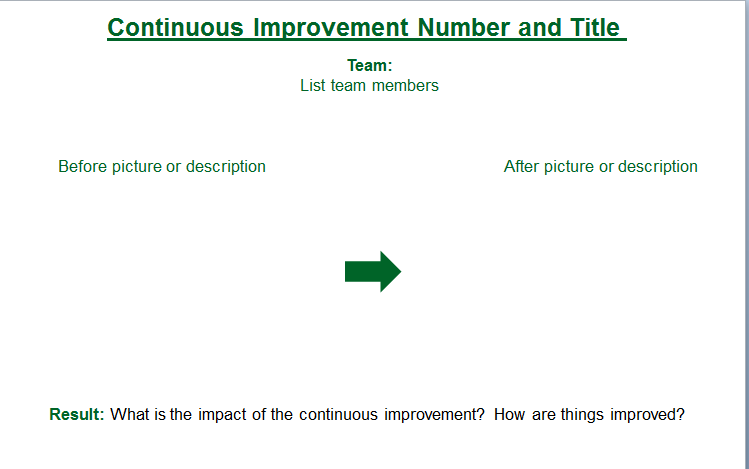 Continuous Improvement Number and Title
Team:
List team members
Before picture or description
After picture or description
Result: What is the impact of the continuous improvement? How are things improved?